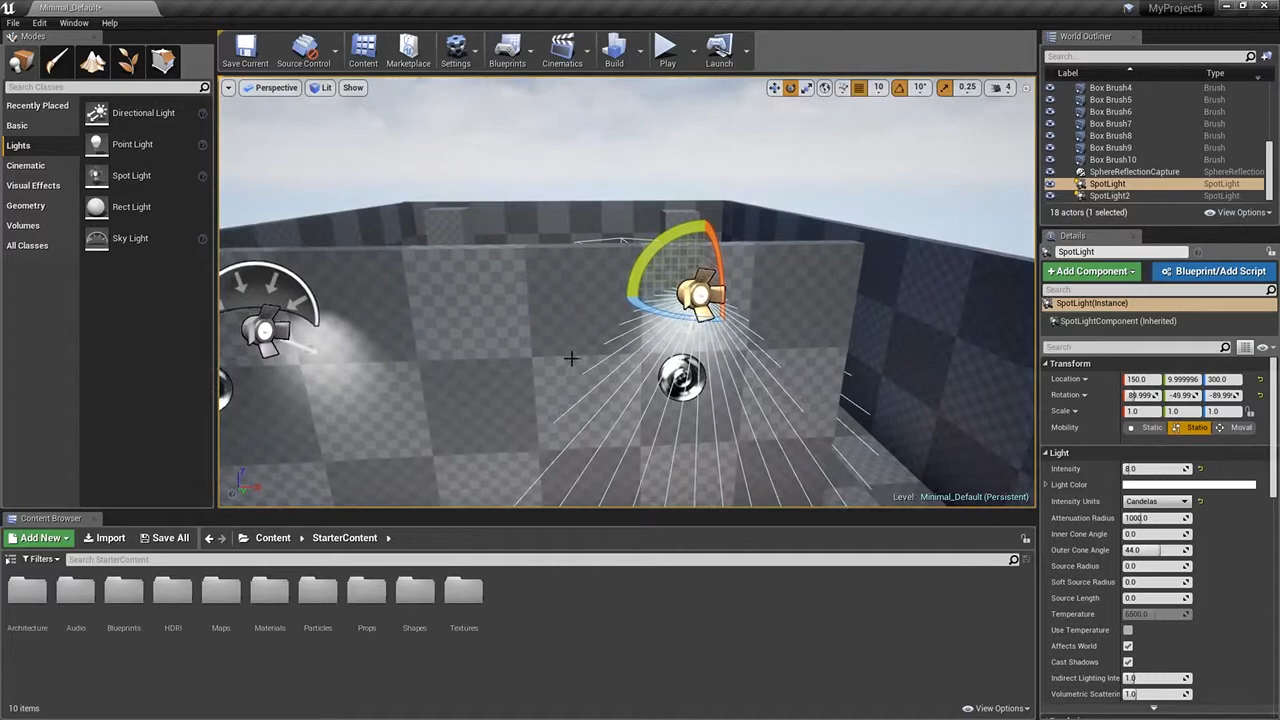 Minimal_Default*
MyProject5
File Edit Window Help
Modes
Search Classes
Recently Placed
Basic
Lights
Cinematic
Visual Effects
Geometry
Volumes
All Classes
Directional Light
Point Light
Spot Light
Rect Light
Sky Light
Save Current
Source Control
Content
Marketplace
Settings
Blueprints
Cinematics
Build
Play
Launch
Perspective
Lit
Show
10
10°
0.25
4
Level: Minimal_Default (Persistent)
World Outliner
Search...
Label Type
Box Brush4 Brush
Box Brush5 Brush
Box Brush6 Brush
Box Brush7 Brush
Box Brush8 Brush
Box Brush9 Brush
Box Brush10 Brush
SphereReflectionCapture SphereReflection
SpotLight SpotLight
SpotLight2 SpotLight
18 actors (1 selected)
View Options
Details
SpotLight
+ Add Component
Blueprint/Add Script
Search
SpotLight(Instance)
SpotLightComponent (Inherited)
Search
Transform
Location 150.0 9.999996 300.0
Rotation 89.999 -49.99 -89.99
Scale 1.0 1.0 1.0
Mobility Static Statio Moval
Light
Intensity 8.0
Light Color
Intensity Units Candelas
Attenuation Radius 1000.0
Inner Cone Angle 0.0
Outer Cone Angle 44.0
Source Radius 0.0
Soft Source Radius 0.0
Source Length 0.0
Temperature 6500.0
Use Temperature
Affects World
Cast Shadows
Indirect Lighting Inte 1.0
Volumetric Scatterin 1.0
Content Browser
Add New
Import
Save All
Content
StarterContent
Filters
Search StarterContent
Architecture
Audio
Blueprints
HDRI
Maps
Materials
Particles
Props
Shapes
Textures
10 items
View Options